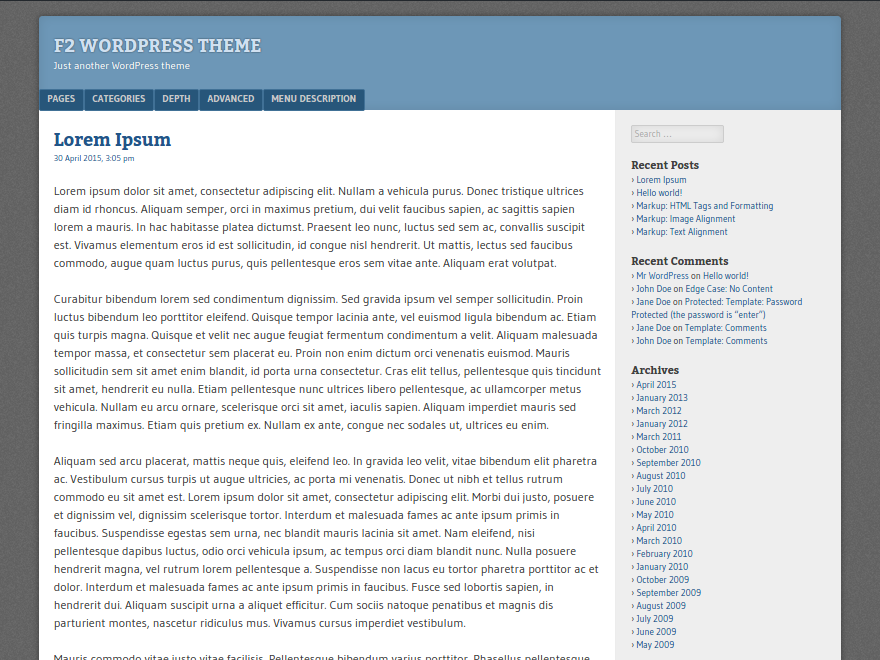 F2 WORDPRESS THEME
Just another WordPress theme
PAGES CATEGORIES DEPTH ADVANCED MENU DESCRIPTION
Lorem Ipsum
30 April 2015, 3:05 pm
Lorem ipsum dolor sit amet, consectetur adipiscing elit. Nullam a vehicula purus. Donec tristique ultrices
diam id rhoncus. Aliquam semper, orci in maximus pretium, dui velit faucibus sapien, ac sagittis sapien
lorem a mauris. In hac habitasse platea dictumst. Praesent leo nunc, luctus sed sem ac, convallis suscipit
est. Vivamus elementum eros id est sollicitudin, id congue nisl hendrerit. Ut mattis, lectus sed faucibus
commodo, augue quam luctus purus, quis pellentesque eros sem vitae ante. Aliquam erat volutpat.
Curabitur bibendum lorem sed condimentum dignissim. Sed gravida ipsum vel semper sollicitudin. Proin
luctus bibendum leo porttitor eleifend. Quisque tempor lacinia ante, vel euismod ligula bibendum ac. Etiam
quis turpis magna. Quisque et velit nec augue feugiat fermentum condimentum a velit. Aliquam malesuada
tempor massa, et consectetur sem placerat eu. Proin non enim dictum orci venenatis euismod. Mauris
sollicitudin sem sit amet enim blandit, id porta urna consectetur. Cras elit tellus, pellentesque quis tincidunt
sit amet, hendrerit eu nulla. Etiam pellentesque nunc ultrices libero pellentesque, ac ullamcorper metus
vehicula. Nullam eu arcu ornare, scelerisque orci sit amet, iaculis sapien. Aliquam imperdiet mauris sed
fringilla maximus. Etiam quis pretium ex. Nullam ex ante, congue nec sodales ut, ultrices eu enim.
Aliquam sed arcu placerat, mattis neque quis, eleifend leo. In gravida leo velit, vitae bibendum elit pharetra
ac. Vestibulum cursus turpis ut augue ultricies, ac porta mi venenatis. Donec ut nibh et tellus rutrum
commodo eu sit amet est. Lorem ipsum dolor sit amet, consectetur adipiscing elit. Morbi dui justo, posuere
et dignissim vel, dignissim scelerisque tortor. Interdum et malesuada fames ac ante ipsum primis in
faucibus. Suspendisse egestas sem urna, nec blandit mauris lacinia sit amet. Nam eleifend, nisi
pellentesque dapibus luctus, odio orci vehicula ipsum, ac tempus orci diam blandit nunc. Nulla posuere
hendrerit magna, vel rutrum lorem pellentesque a. Suspendisse non lacus eu tortor pharetra porttitor ac et
dolor. Interdum et malesuada fames ac ante ipsum primis in faucibus. Fusce sed lobortis sapien, in
hendrerit dui. Aliquam suscipit urna a aliquet efficitur. Cum sociis natoque penatibus et magnis dis
parturient montes, nascetur ridiculus mus. Vivamus cursus imperdiet vestibulum.
Mauris commodo vitae justo vitae facilisis. Pellentesque bibendum varius porttitor. Phasellus pellentesque
Search …
Recent Posts
› Lorem Ipsum
› Hello world!
› Markup: HTML Tags and Formatting
› Markup: Image Alignment
› Markup: Text Alignment
Recent Comments
› Mr WordPress on Hello world!
› John Doe on Edge Case: No Content
› Jane Doe on Protected: Template: Password
Protected (the password is “enter”)
› Jane Doe on Template: Comments
› John Doe on Template: Comments
Archives
› April 2015
› January 2013
› March 2012
› January 2012
› March 2011
› October 2010
› September 2010
› August 2010
› July 2010
› June 2010
› May 2010
› April 2010
› March 2010
› February 2010
› January 2010
› October 2009
› September 2009
› August 2009
› July 2009
› June 2009
› May 2009